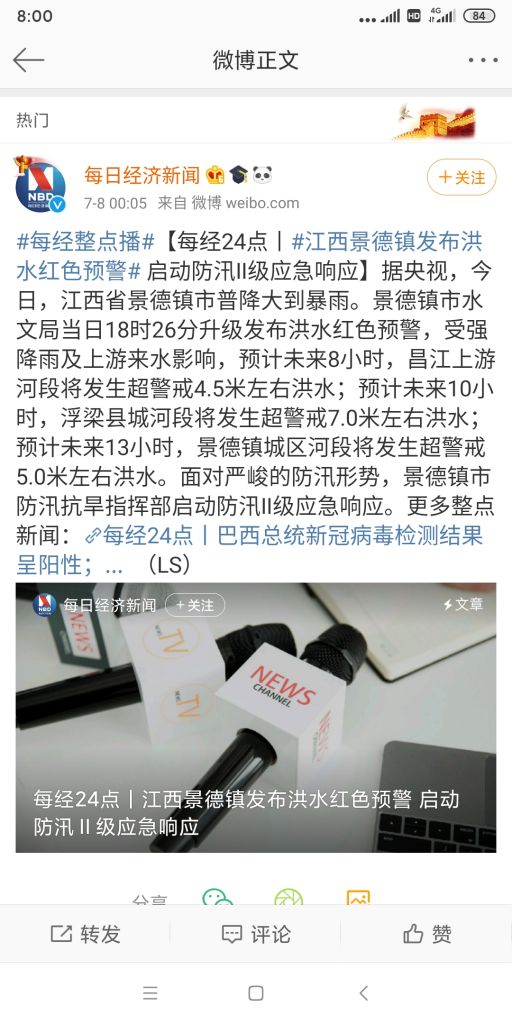 8:00
HD
4G
84
微博正文
热门
NBD
每日经济新闻
+关注
7-8 00:05 来自 微博 weibo.com
#每经整点播#【每经24点丨#江西景德镇发布洪
水红色预警# 启动防汛II级应急响应】据央视，今
日，江西省景德镇市普降大到暴雨。景德镇市水
文局当日18时26分升级发布洪水红色预警，受强
降雨及上游来水影响，预计未来8小时，昌江上游
河段将发生超警戒4.5米左右洪水；预计未来10小
时，浮梁县城河段将发生超警戒7.0米左右洪水；
预计未来13小时，景德镇城区河段将发生超警戒
5.0米左右洪水。面对严峻的防汛形势，景德镇市
防汛抗旱指挥部启动防汛II级应急响应。更多整点
新闻：每经24点丨巴西总统新冠病毒检测结果
呈阳性；... （LS）
NBD
每日经济新闻
+关注
文章
NEWS
NEWS
TV
NEWS
TV
NEWS
CHANNEL
NEWS
每经24点丨江西景德镇发布洪水红色预警 启动
防汛Ⅱ级应急响应
分享
转发
评论
赞